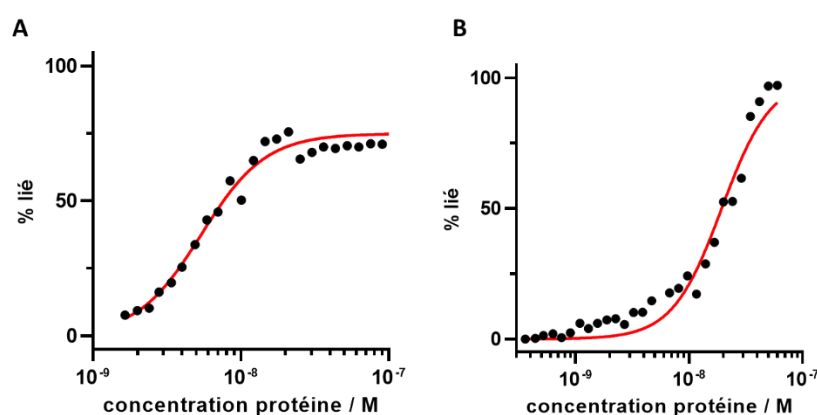 A
100
50
0
% lié
10⁻⁹
10⁻⁸
10⁻⁷
concentration protéine / M
B
100
50
0
% lié
10⁻⁹
10⁻⁸
10⁻⁷
concentration protéine / M